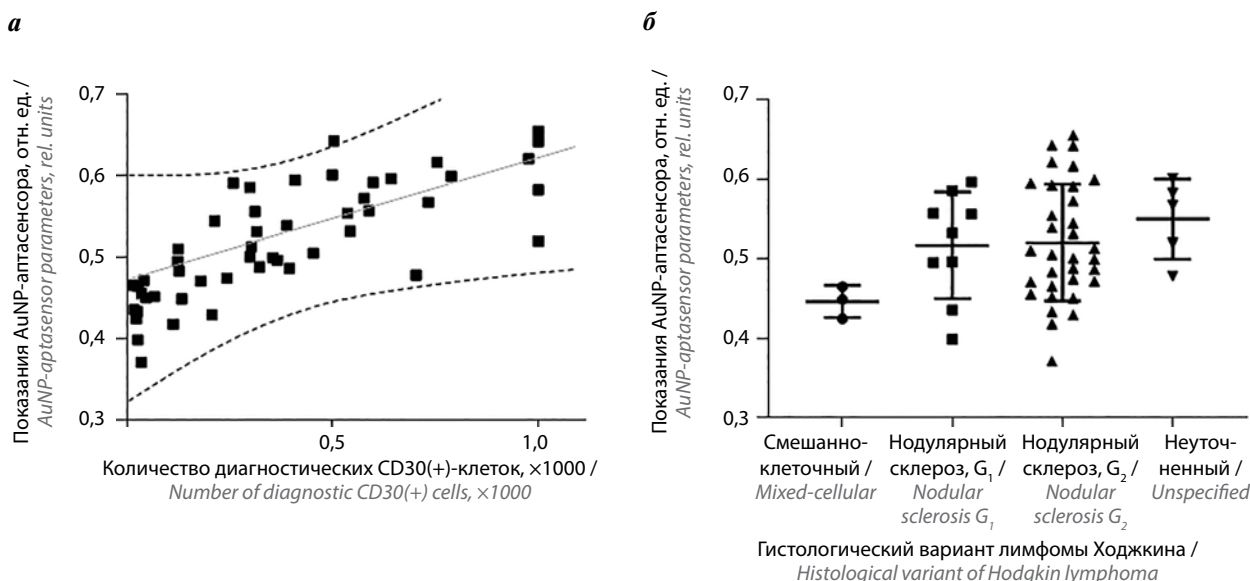 а
Показания AuNP-аптасенсора, отн. ед. /
AuNP-aptasensor parameters, rel. units
0,7
0,6
0,5
0,4
0,3
0,5
1,0
Количество диагностических CD30(+)-клеток, ×1000 /
Number of diagnostic CD30(+) cells, ×1000
б
Показания AuNP-аптасенсора, отн. ед. /
AuNP-aptasensor parameters, rel. units
0,7
0,6
0,5
0,4
0,3
Смешанно-
клеточный /
Mixed-cellular
Нодулярный
склероз, G1 /
Nodular
sclerosis G1
Нодулярный
склероз, G2 /
Nodular
sclerosis G2
Неуточ-
ненный /
Unspecified
Гистологический вариант лимфомы Ходжкина /
Histological variant of Hodgkin lymphoma